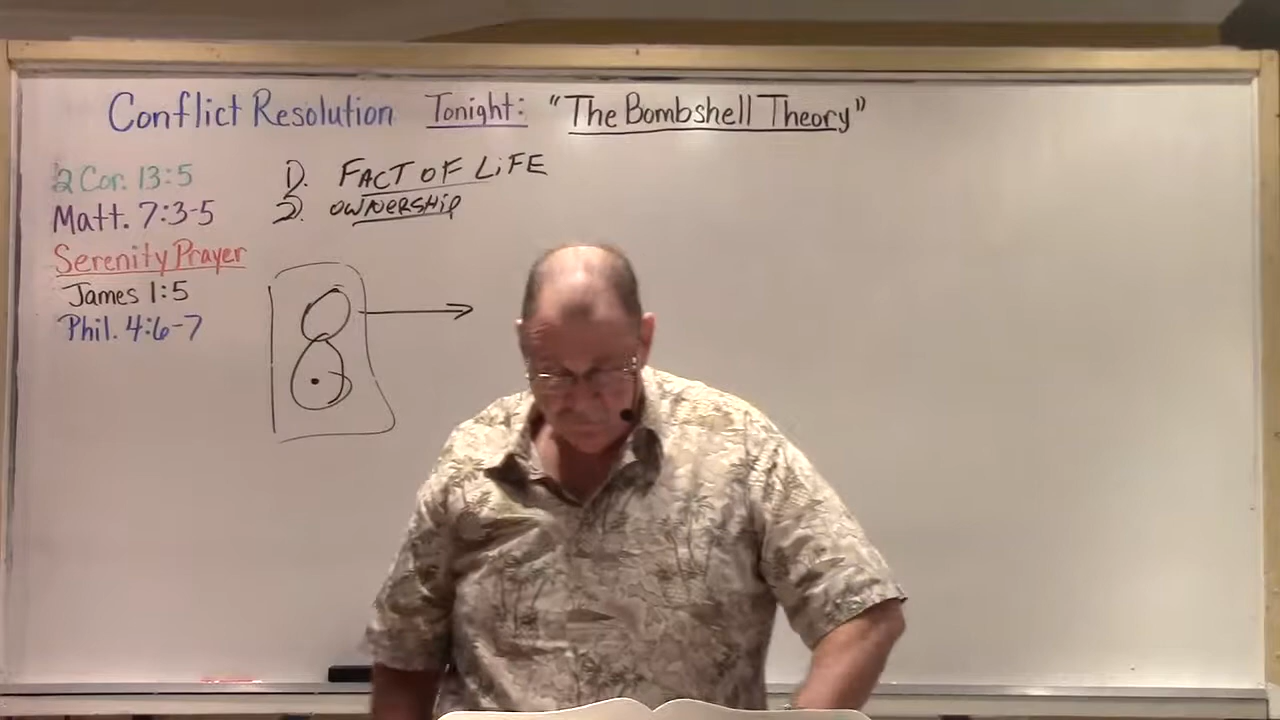 Conflict Resolution Tonight: "The Bombshell Theory"
2 Cor. 13:5
Matt. 7:3-5
Serenity Prayer
James 1:5
Phil. 4:6-7
1). FACT OF LiFE
2). OWNERSHiP